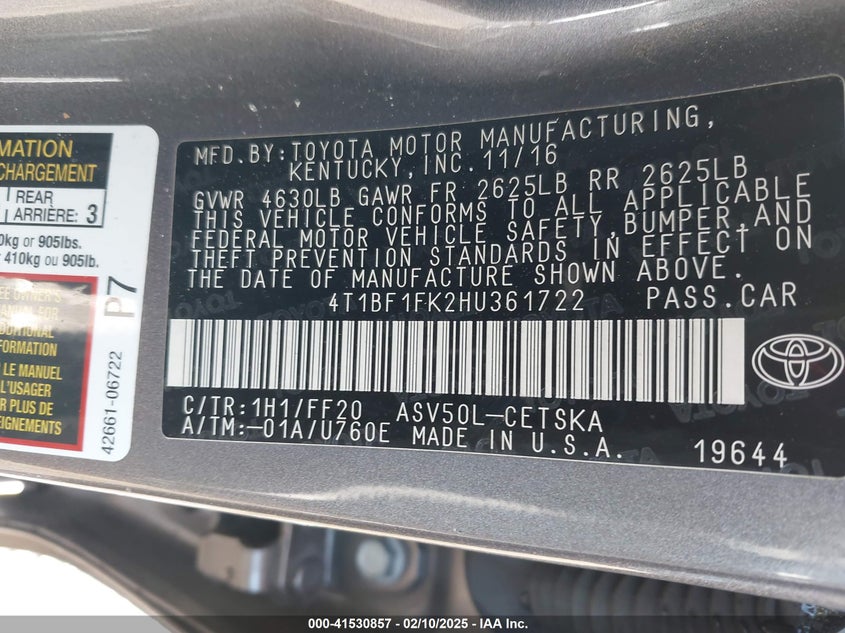 MATION
CHARGEMENT
REAR
ARRIÈRE: 3
0kg or 905lbs.
410kg ou 905lb.
P7
OWNER'S
MANUAL FOR
ADDITIONAL
INFORMATION
LE MANUEL
L'USAGER
PLUS DE
42661-06722
MFD.BY:TOYOTA MOTOR MANUFACTURING,
KENTUCKY,INC.11/16
GVWR 4630LB GAWR FR 2625LB RR 2625LB
THIS VEHICLE CONFORMS TO ALL APPLICABLE
FEDERAL MOTOR VEHICLE SAFETY,BUMPER,AND
THEFT PREVENTION STANDARDS IN EFFECT ON
THE DATE OF MANUFACTURE SHOWN ABOVE.
4T1BF1FK2HU361722 PASS.CAR
C/TR:1H1/FF20 ASV50L-CETSKA
A/TM:-01A/U760E MADE IN U.S.A.
19644
000-41530857 / 02/10/2025 / IAA Inc.